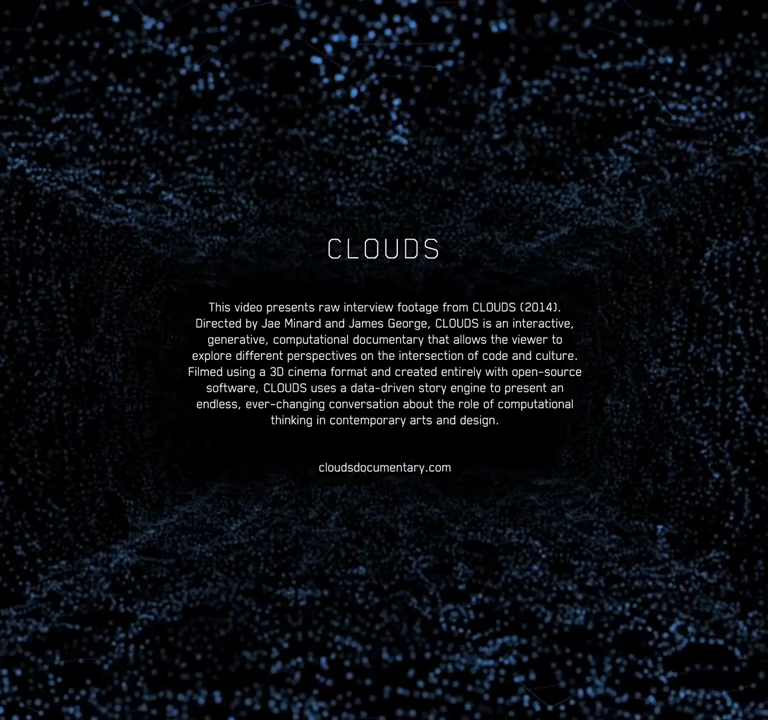 CLOUDS
This video presents raw interview footage from CLOUDS (2014).
Directed by Jae Minard and James George, CLOUDS is an interactive,
generative, computational documentary that allows the viewer to
explore different perspectives on the intersection of code and culture.
Filmed using a 3D cinema format and created entirely with open-source
software, CLOUDS uses a data-driven story engine to present an
endless, ever-changing conversation about the role of computational
thinking in contemporary arts and design.
cloudsdocumentary.com